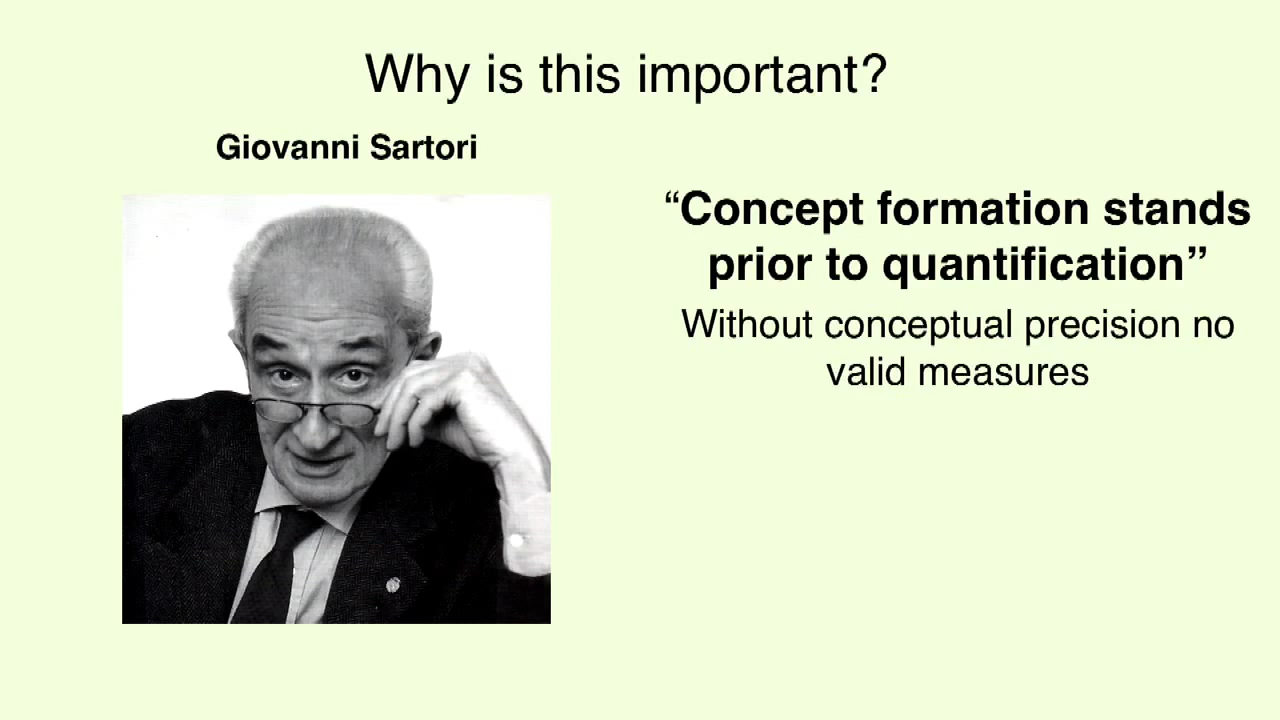 Why is this important?
Giovanni Sartori
“Concept formation stands
prior to quantification”
Without conceptual precision no
valid measures